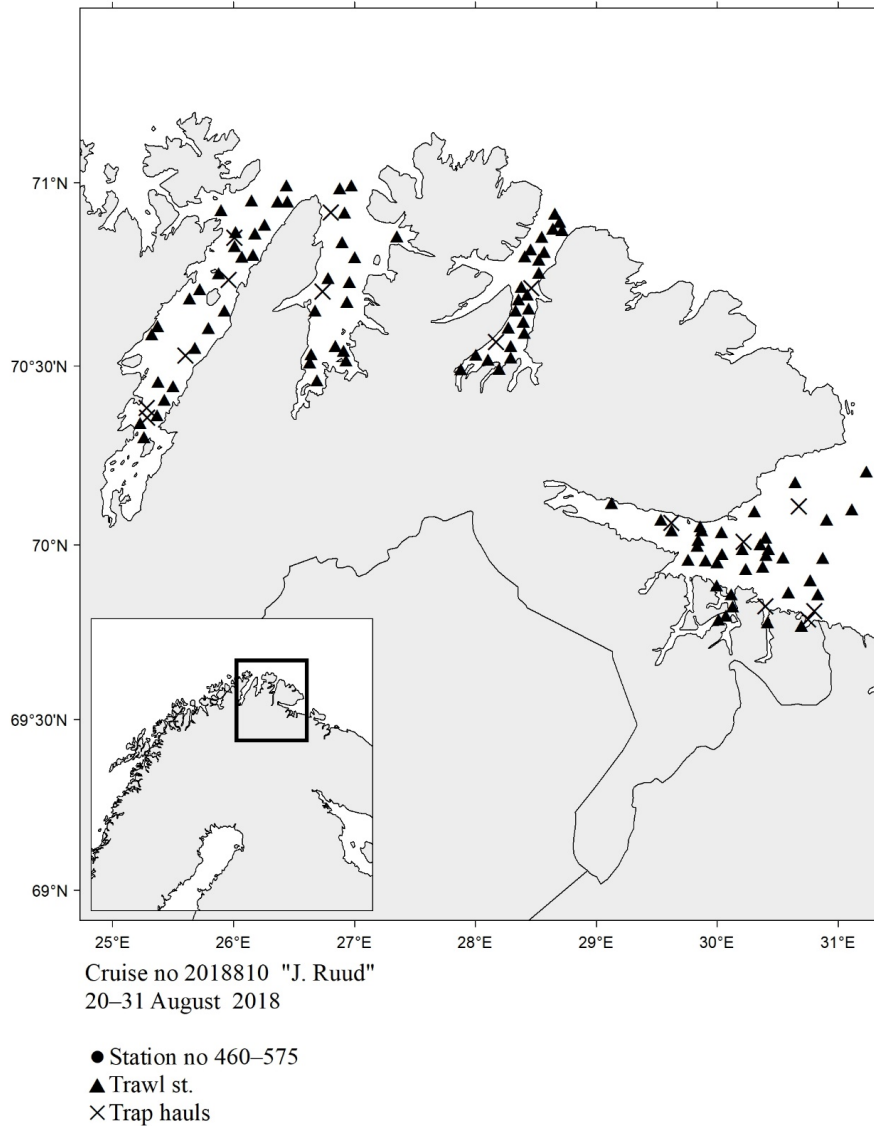 71°N
70°30'N
70°N
69°30'N
69°N
25°E 26°E 27°E 28°E 29°E 30°E 31°E
Cruise no 2018810 "J. Ruud"
20–31 August 2018
● Station no 460–575
▲ Trawl st.
× Trap hauls